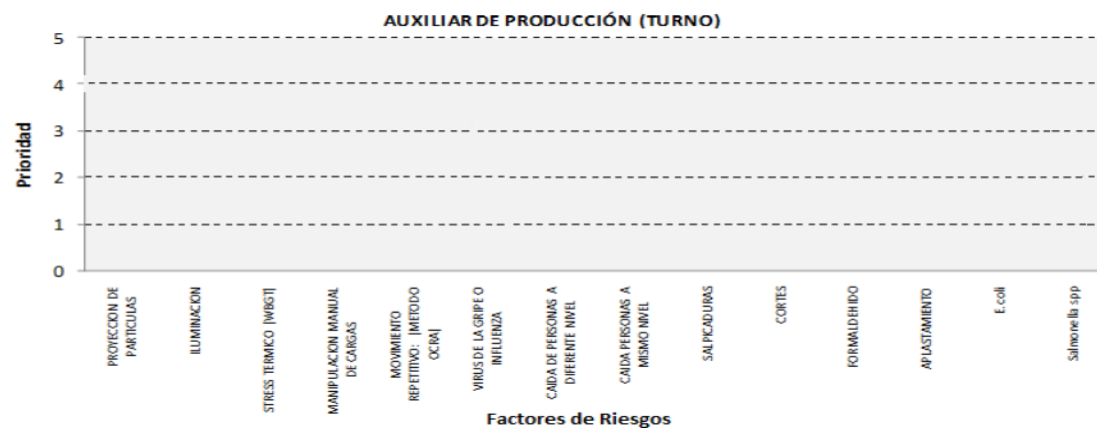 AUXILIAR DE PRODUCCIÓN (TURNO)
5
4
3
2
1
0
Prioridad
PROYECCION DE
PARTICULAS
ILUMINACION
STRESS TERMICO |WBGT|
MANIPULACION MANUAL
DE CARGAS
MOVIMIENTO
REPETITIVO: |METODO
OCRA|
VIRUS DE LA GRIPE O
INFLUENZA
CAIDA DE PERSONAS A
DIFERENTE NIVEL
CAIDA PERSONAS A
MISMO NIVEL
SALPICADURAS
CORTES
FORMALDEHIDO
APLASTAMIENTO
E.coli
Salmonella spp
Factores de Riesgos